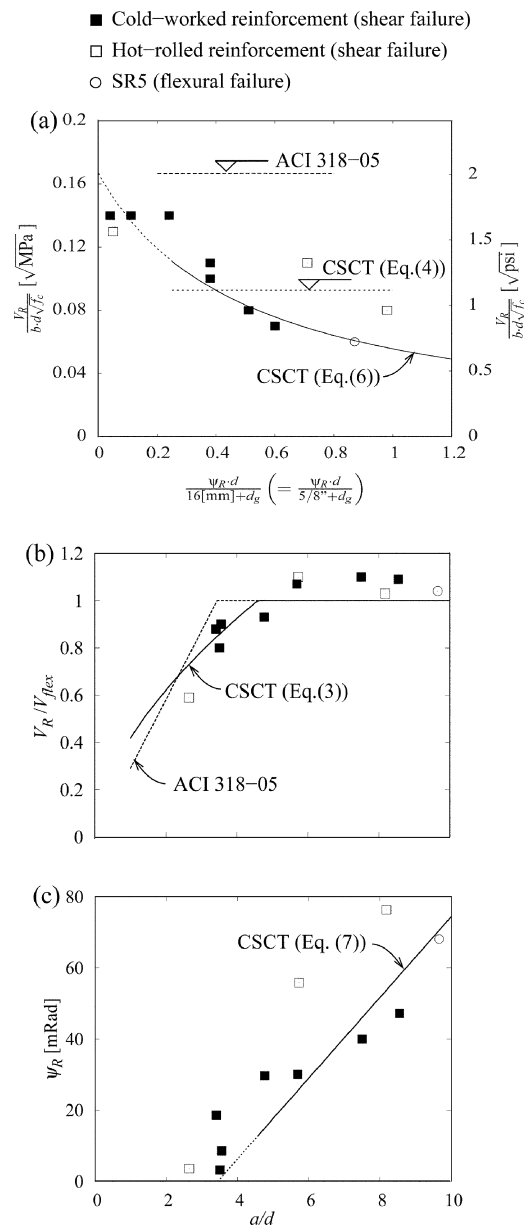 Cold−worked reinforcement (shear failure)
Hot−rolled reinforcement (shear failure)
SR5 (flexural failure)
(a)
0.2
0.16
0.12
0.08
0.04
0
V_R / b·d√f_c [√MPa]
ACI 318−05
CSCT (Eq.(4))
CSCT (Eq.(6))
2
1.5
1
0.5
0
V_R / b·d√f_c [√psi]
0 0.2 0.4 0.6 0.8 1 1.2
ψ_R·d / 16[mm]+d_g (= ψ_R·d / 5/8”+d_g)
(b)
1.2
1
0.8
0.6
0.4
0.2
0
V_R/V_flex
CSCT (Eq.(3))
ACI 318−05
(c)
80
60
40
20
0
ψ_R [mRad]
CSCT (Eq. (7))
0 2 4 6 8 10
a/d